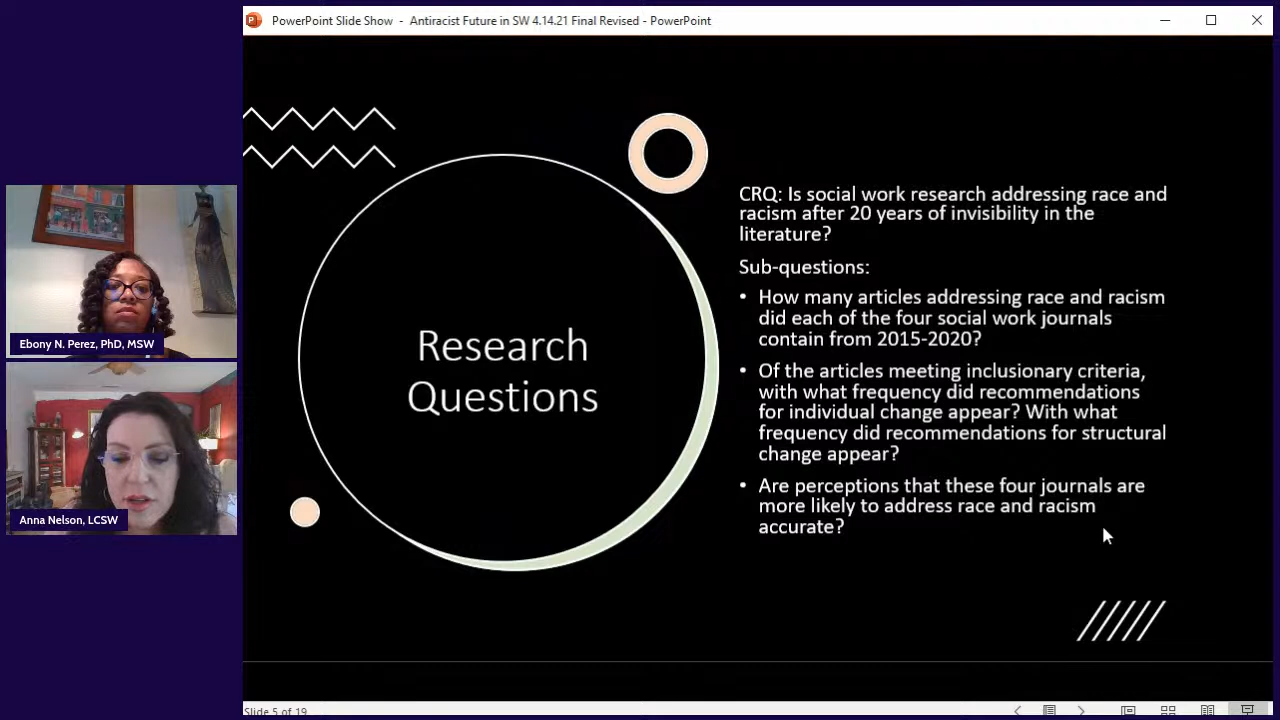 PowerPoint Slide Show - Antiracist Future in SW 4.14.21 Final Revised - PowerPoint
Research
Questions
CRQ: Is social work research addressing race and
racism after 20 years of invisibility in the
literature?
Sub-questions:
• How many articles addressing race and racism
did each of the four social work journals
contain from 2015-2020?
• Of the articles meeting inclusionary criteria,
with what frequency did recommendations
for individual change appear? With what
frequency did recommendations for structural
change appear?
• Are perceptions that these four journals are
more likely to address race and racism
accurate?
Ebony N. Perez, PhD, MSW
Anna Nelson, LCSW
Slide 5 of 19